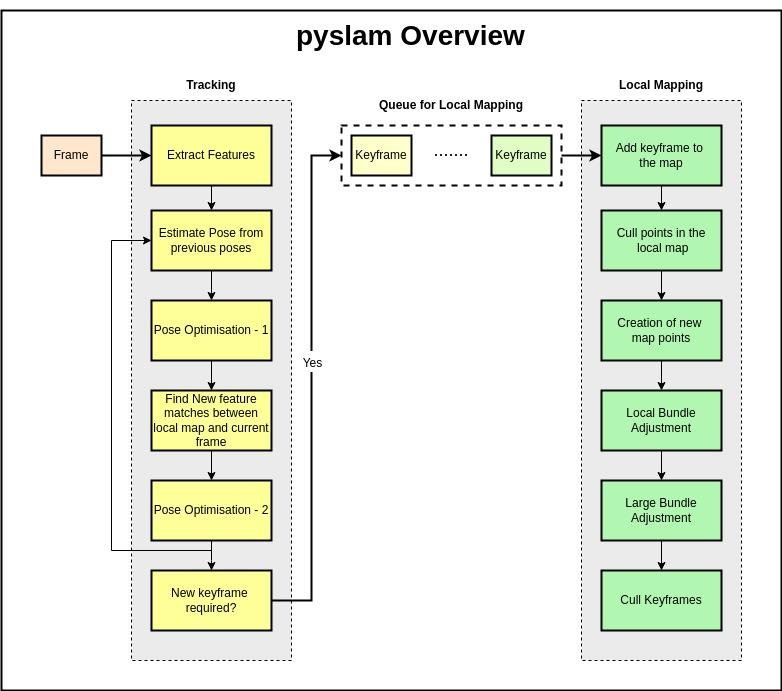 pyslam Overview
Tracking
Queue for Local Mapping
Local Mapping
Frame
Extract Features
Estimate Pose from
previous poses
Pose Optimisation - 1
Find New feature
matches between
local map and current
frame
Pose Optimisation - 2
New keyframe
required?
Yes
Keyframe
.......
Keyframe
Add keyframe to
the map
Cull points in the
local map
Creation of new
map points
Local Bundle
Adjustment
Large Bundle
Adjustment
Cull Keyframes